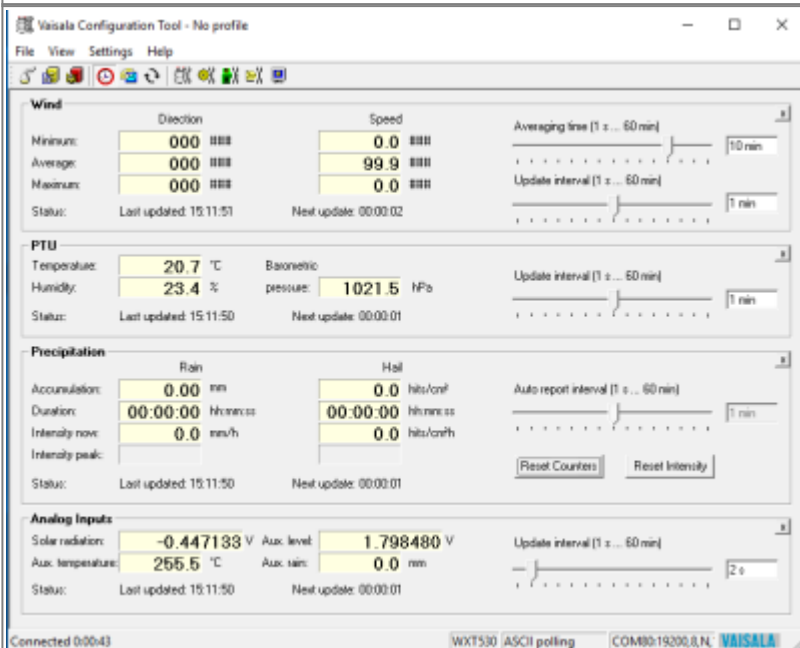 Vaisala Configuration Tool - No profile
File View Settings Help
Wind
Direction Speed
Minimum: 000 ### 0.0 ###
Average: 000 ### 99.9 ###
Maximum: 000 ### 0.0 ###
Status: Last updated: 15:11:51 Next update: 00:00:02
Averaging time (1 s ... 60 min)
10 min
Update interval (1 s ... 60 min)
1 min
PTU
Temperature: 20.7 °C Barometric
Humidity: 23.4 % pressure: 1021.5 hPa
Status: Last updated: 15:11:50 Next update: 00:00:01
Update interval (1 s ... 60 min)
1 min
Precipitation
Rain Hail
Accumulation: 0.00 mm 0.0 hits/cm²
Duration: 00:00:00 hh:mm:ss 00:00:00 hh:mm:ss
Intensity now: 0.0 mm/h 0.0 hits/cm²h
Intensity peak:
Status: Last updated: 15:11:50 Next update: 00:00:01
Auto report interval (1 s ... 60 min)
1 min
Reset Counters Reset Intensity
Analog Inputs
Solar radiation: -0.447133 V Aux. level: 1.798480 V
Aux. temperature: 255.5 °C Aux. rain: 0.0 mm
Status: Last updated: 15:11:50 Next update: 00:00:01
Update interval (1 s ... 60 min)
2 s
Connected 0:00:43 WXT530 ASCII polling COM80:19200,8,N, VAISALA